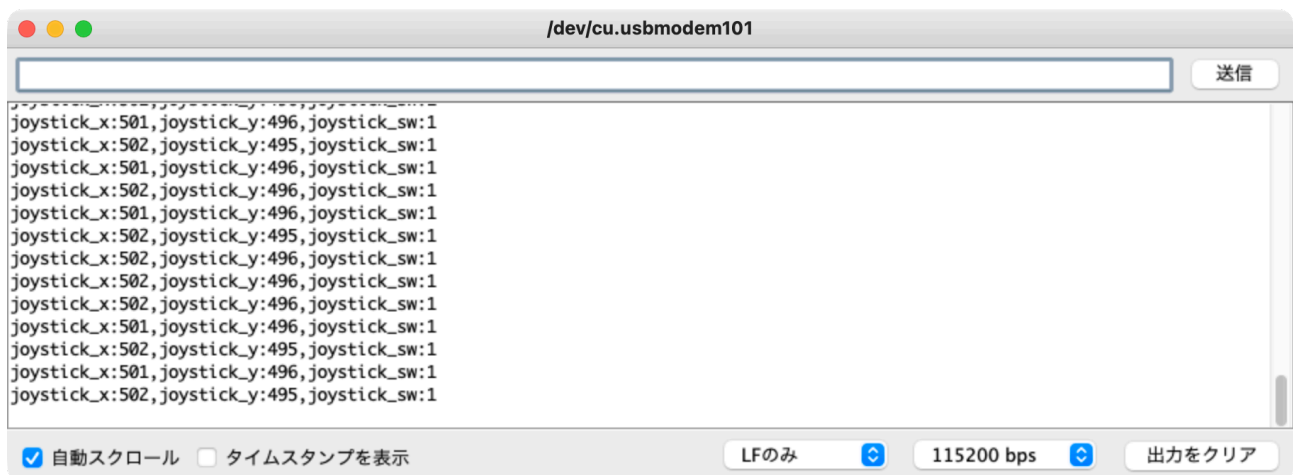 /dev/cu.usbmodem101
送信
joystick_x:501,joystick_y:496,joystick_sw:1
joystick_x:502,joystick_y:495,joystick_sw:1
joystick_x:501,joystick_y:496,joystick_sw:1
joystick_x:502,joystick_y:496,joystick_sw:1
joystick_x:501,joystick_y:496,joystick_sw:1
joystick_x:502,joystick_y:495,joystick_sw:1
joystick_x:502,joystick_y:496,joystick_sw:1
joystick_x:502,joystick_y:496,joystick_sw:1
joystick_x:502,joystick_y:496,joystick_sw:1
joystick_x:501,joystick_y:496,joystick_sw:1
joystick_x:502,joystick_y:495,joystick_sw:1
joystick_x:501,joystick_y:496,joystick_sw:1
joystick_x:502,joystick_y:495,joystick_sw:1
自動スクロール タイムスタンプを表示 LFのみ 115200 bps 出力をクリア